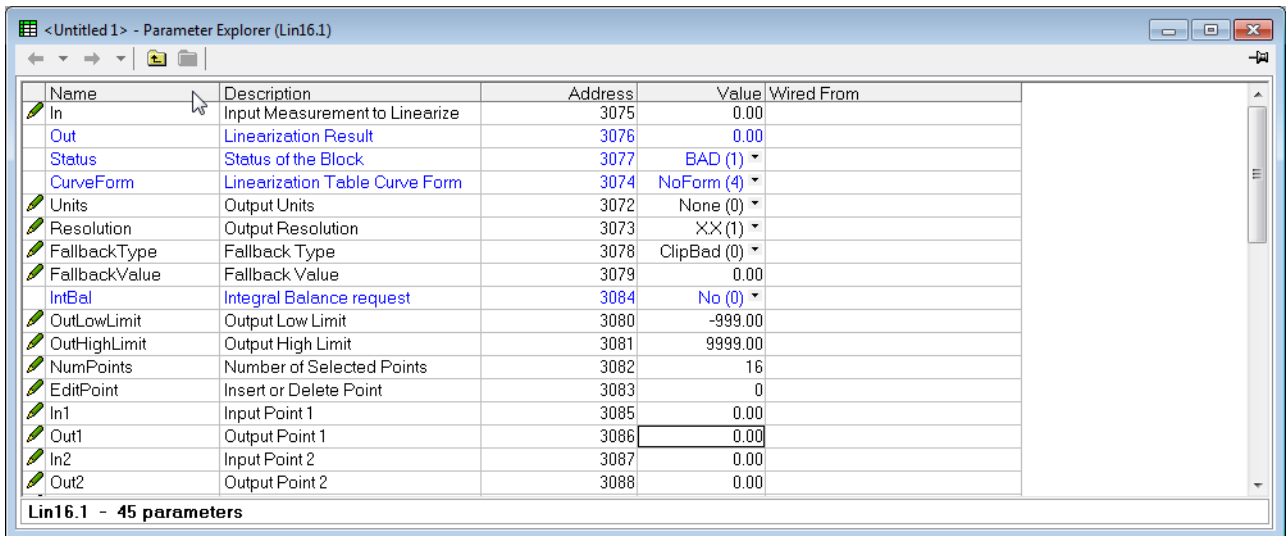 <Untitled 1> - Parameter Explorer (Lin16.1)
Name Description Address Value Wired From
In Input Measurement to Linearize 3075 0.00
Out Linearization Result 3076 0.00
Status Status of the Block 3077 BAD (1)
CurveForm Linearization Table Curve Form 3074 NoForm (4)
Units Output Units 3072 None (0)
Resolution Output Resolution 3073 X.X (1)
FallbackType Fallback Type 3078 ClipBad (0)
FallbackValue Fallback Value 3079 0.00
IntBal Integral Balance request 3084 No (0)
OutLowLimit Output Low Limit 3080 -999.00
OutHighLimit Output High Limit 3081 9999.00
NumPoints Number of Selected Points 3082 16
EditPoint Insert or Delete Point 3083 0
In1 Input Point 1 3085 0.00
Out1 Output Point 1 3086 0.00
In2 Input Point 2 3087 0.00
Out2 Output Point 2 3088 0.00
Lin16.1 - 45 parameters